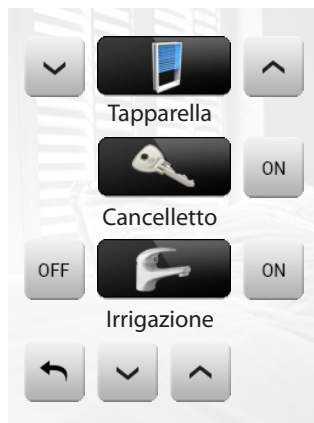 Tapparella
ON
Cancelletto
OFF ON
Irrigazione